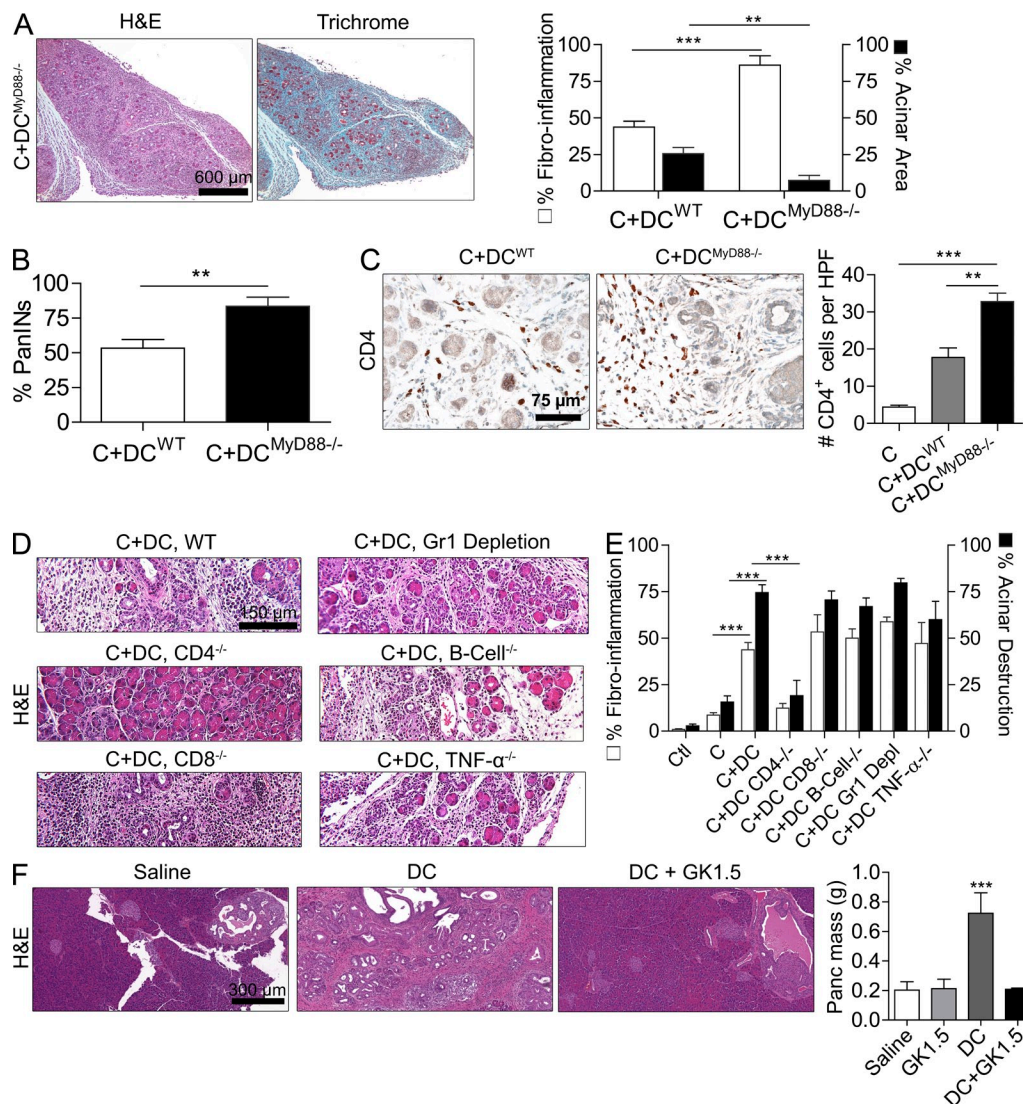 A
H&E
Trichrome
C+DC^MyD88-/-
600 µm
% Fibro-inflammation
100
75
50
25
0
**
***
100
75
50
25
0
% Acinar Area
C+DC^WT
C+DC^MyD88-/-
B
% PanINs
100
75
50
25
0
**
C+DC^WT
C+DC^MyD88-/-
C
C+DC^WT
C+DC^MyD88-/-
CD4
75 µm
# CD4⁺ cells per HPF
40
30
20
10
0
***
**
C
C+DC^WT
C+DC^MyD88-/-
D
C+DC, WT
C+DC, Gr1 Depletion
150 µm
C+DC, CD4^-/-
C+DC, B-Cell^-/-
H&E
C+DC, CD8^-/-
C+DC, TNF-α^-/-
E
% Fibro-inflammation
100
75
50
25
0
***
***
***
100
75
50
25
0
% Acinar Destruction
Ctl
C
C+DC
C+DC CD4-/-
C+DC CD8-/-
C+DC B-Cell-/-
C+DC Gr1 Depl
C+DC TNF-α-/-
F
Saline
DC
DC + GK1.5
H&E
300 µm
Panc mass (g)
1.0
0.8
0.6
0.4
0.2
0.0
***
Saline
GK1.5
DC
DC+GK1.5